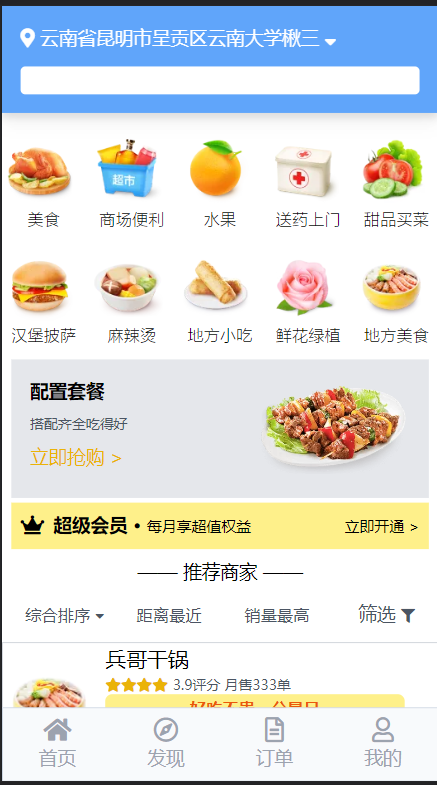 云南省昆明市呈贡区云南大学楸三
超市
美食 商场便利 水果 送药上门 甜品买菜
汉堡披萨 麻辣烫 地方小吃 鲜花绿植 地方美食
配置套餐
搭配齐全吃得好
立即抢购 >
超级会员 • 每月享超值权益 立即开通 >
—— 推荐商家 ——
综合排序 距离最近 销量最高 筛选
兵哥干锅
3.9评分 月售333单
首页 发现 订单 我的